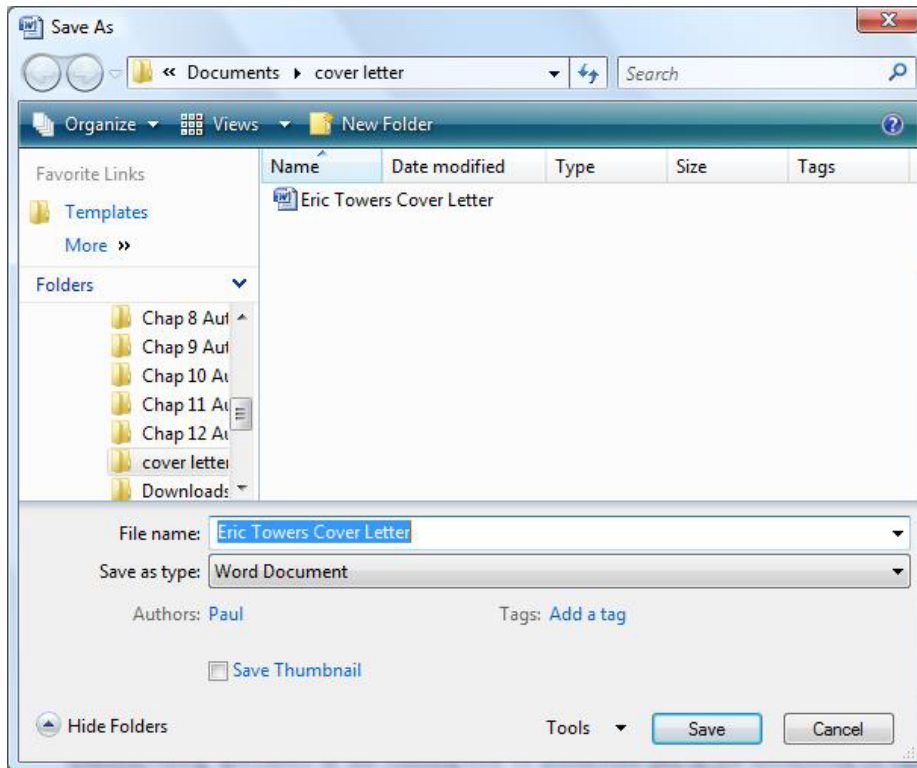 Save As
« Documents ▸ cover letter
Search
Organize
Views
New Folder
Favorite Links
Templates
More »
Folders
Chap 8 Aut
Chap 9 Aut
Chap 10 Au
Chap 11 Au
Chap 12 Au
cover letter
Downloads
Name
Date modified
Type
Size
Tags
Eric Towers Cover Letter
File name: Eric Towers Cover Letter
Save as type: Word Document
Authors: Paul
Tags: Add a tag
Save Thumbnail
Hide Folders
Tools
Save
Cancel